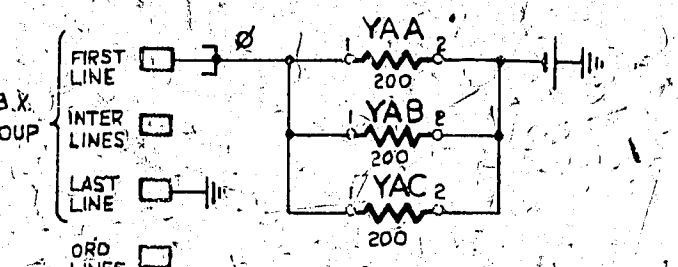 YAA
Ø
FIRST
LINE
1
2
200
B.X.
OUP
INTER
LINES
1
YAB
2
200
LAST
LINE
1
YAC
2
200
ORD
LINES